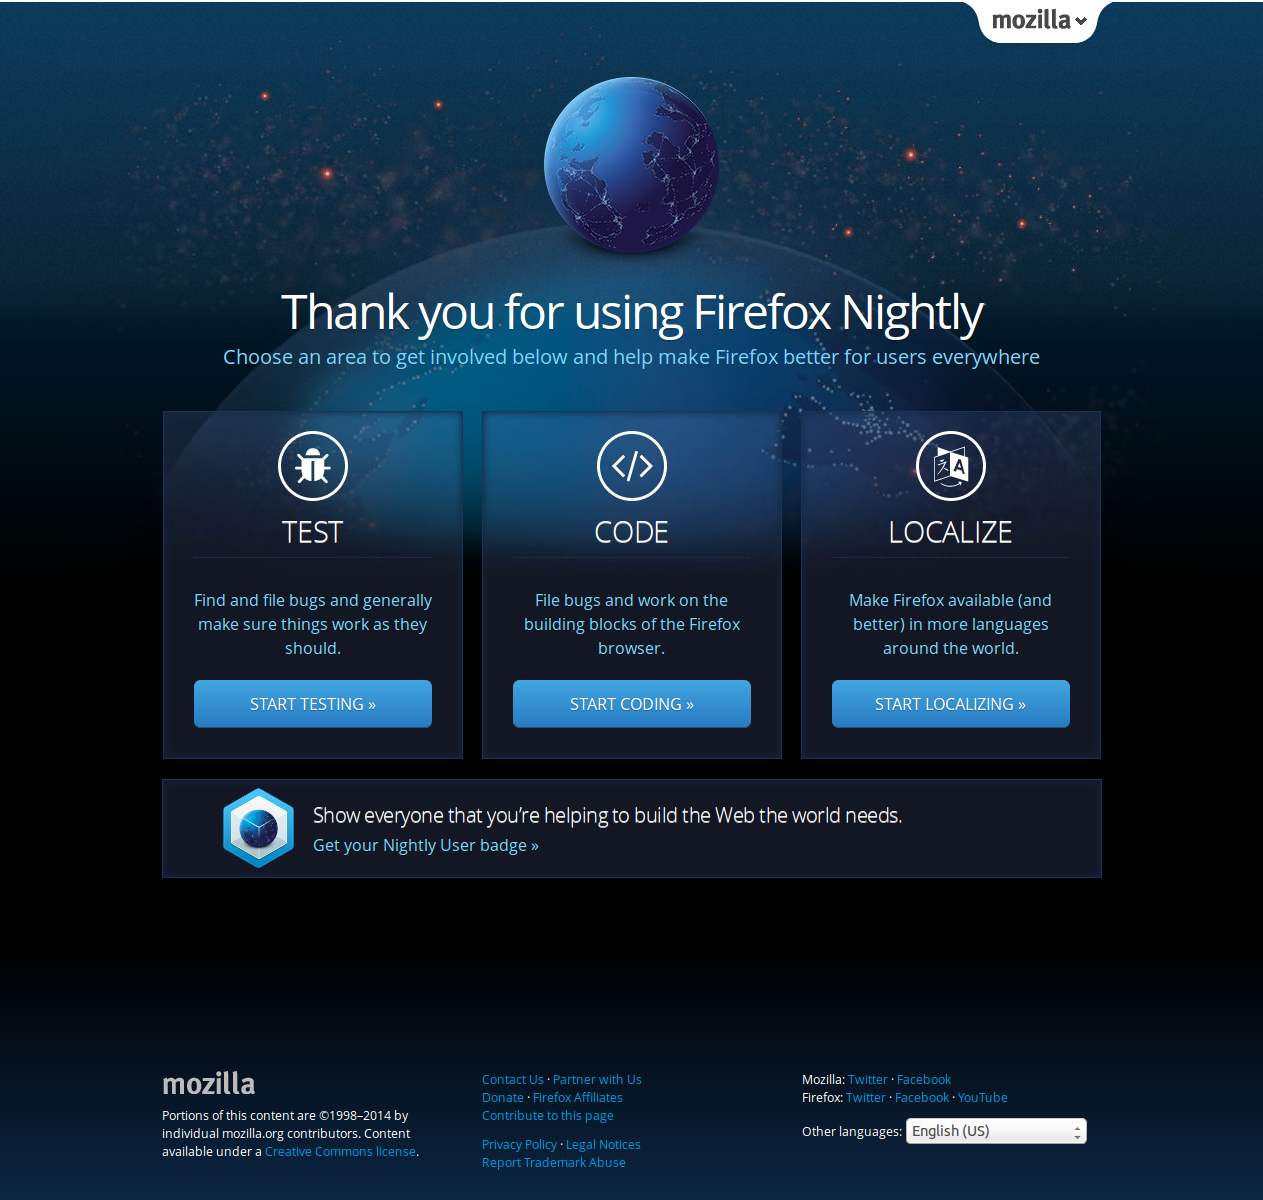 mozilla
Thank you for using Firefox Nightly
Choose an area to get involved below and help make Firefox better for users everywhere
TEST
Find and file bugs and generally
make sure things work as they
should.
START TESTING »
CODE
File bugs and work on the
building blocks of the Firefox
browser.
START CODING »
A
LOCALIZE
Make Firefox available (and
better) in more languages
around the world.
START LOCALIZING »
Show everyone that you’re helping to build the Web the world needs.
Get your Nightly User badge »
mozilla
Portions of this content are ©1998–2014 by
individual mozilla.org contributors. Content
available under a Creative Commons license.
Contact Us · Partner with Us
Donate · Firefox Affiliates
Contribute to this page
Privacy Policy · Legal Notices
Report Trademark Abuse
Mozilla: Twitter · Facebook
Firefox: Twitter · Facebook · YouTube
Other languages: English (US)